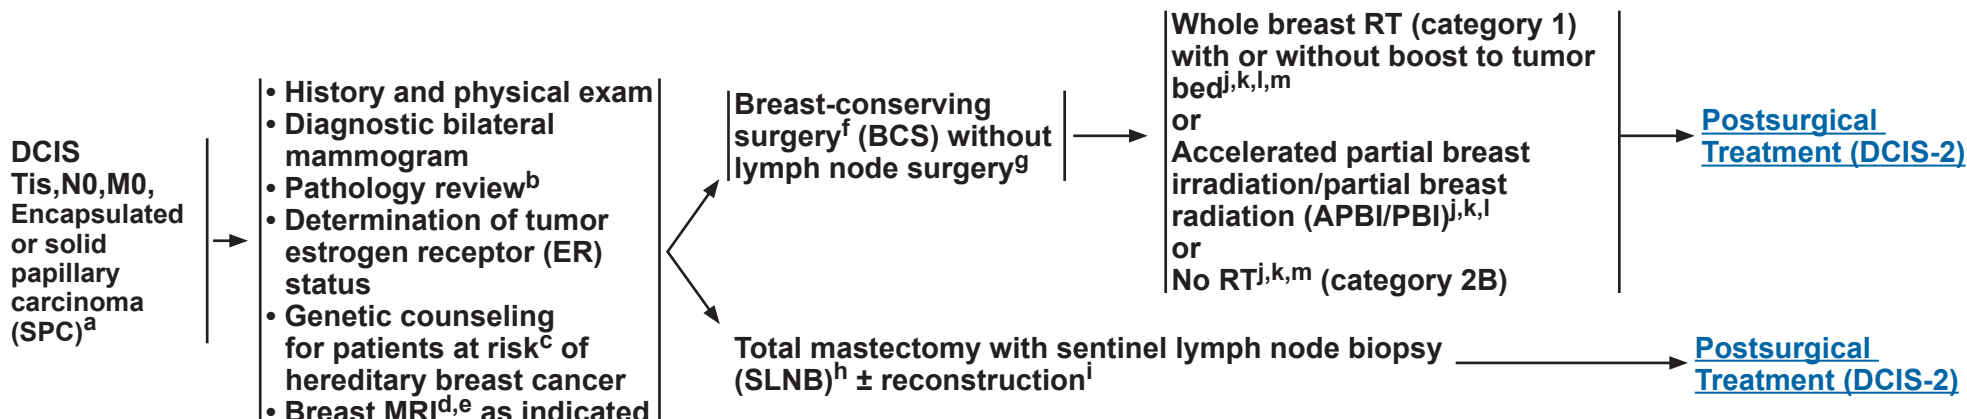 DCIS
Tis,N0,M0,
Encapsulated
or solid
papillary
carcinoma
(SPC)a
• History and physical exam
• Diagnostic bilateral
mammogram
• Pathology reviewb
• Determination of tumor
estrogen receptor (ER)
status
• Genetic counseling
for patients at riskc of
hereditary breast cancer
• Breast MRId,e as indicated
Breast-conserving
surgeryf (BCS) without
lymph node surgeryg
Whole breast RT (category 1)
with or without boost to tumor
bedj,k,l,m
or
Accelerated partial breast
irradiation/partial breast
radiation (APBI/PBI)j,k,l
or
No RTj,k,m (category 2B)
Postsurgical
Treatment (DCIS-2)
Total mastectomy with sentinel lymph node biopsy
(SLNB)h ± reconstructioni
Postsurgical
Treatment (DCIS-2)